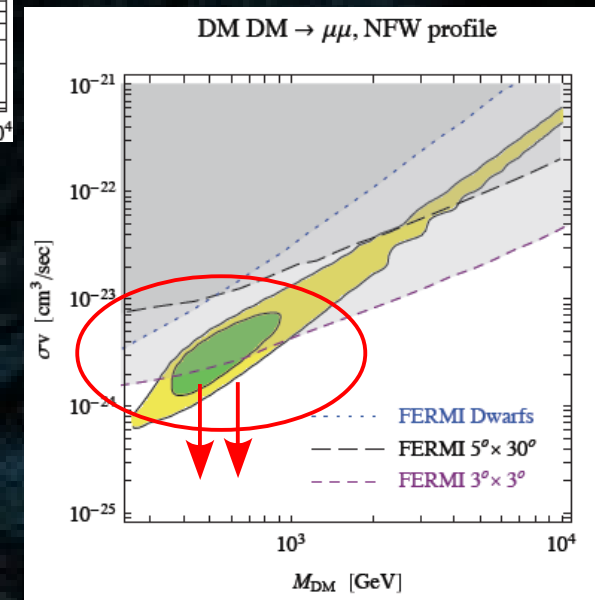 0⁴
DM DM → μμ, NFW profile
10⁻²¹
10⁻²²
10⁻²³
10⁻²⁴
10⁻²⁵
σv [cm³/sec]
FERMI Dwarfs
FERMI 5° × 30°
FERMI 3° × 3°
10³
10⁴
M_DM [GeV]